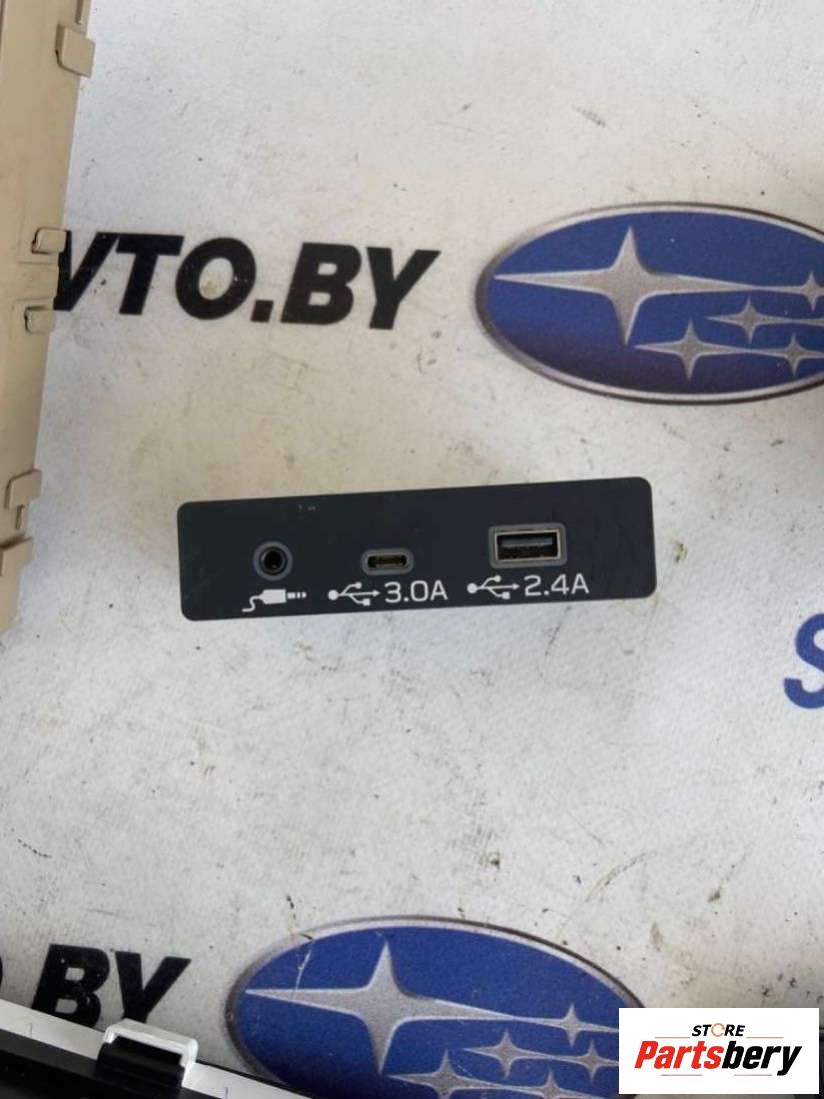 VTO.BY
3.0A
2.4A
S
BY
STORE
Partsbery